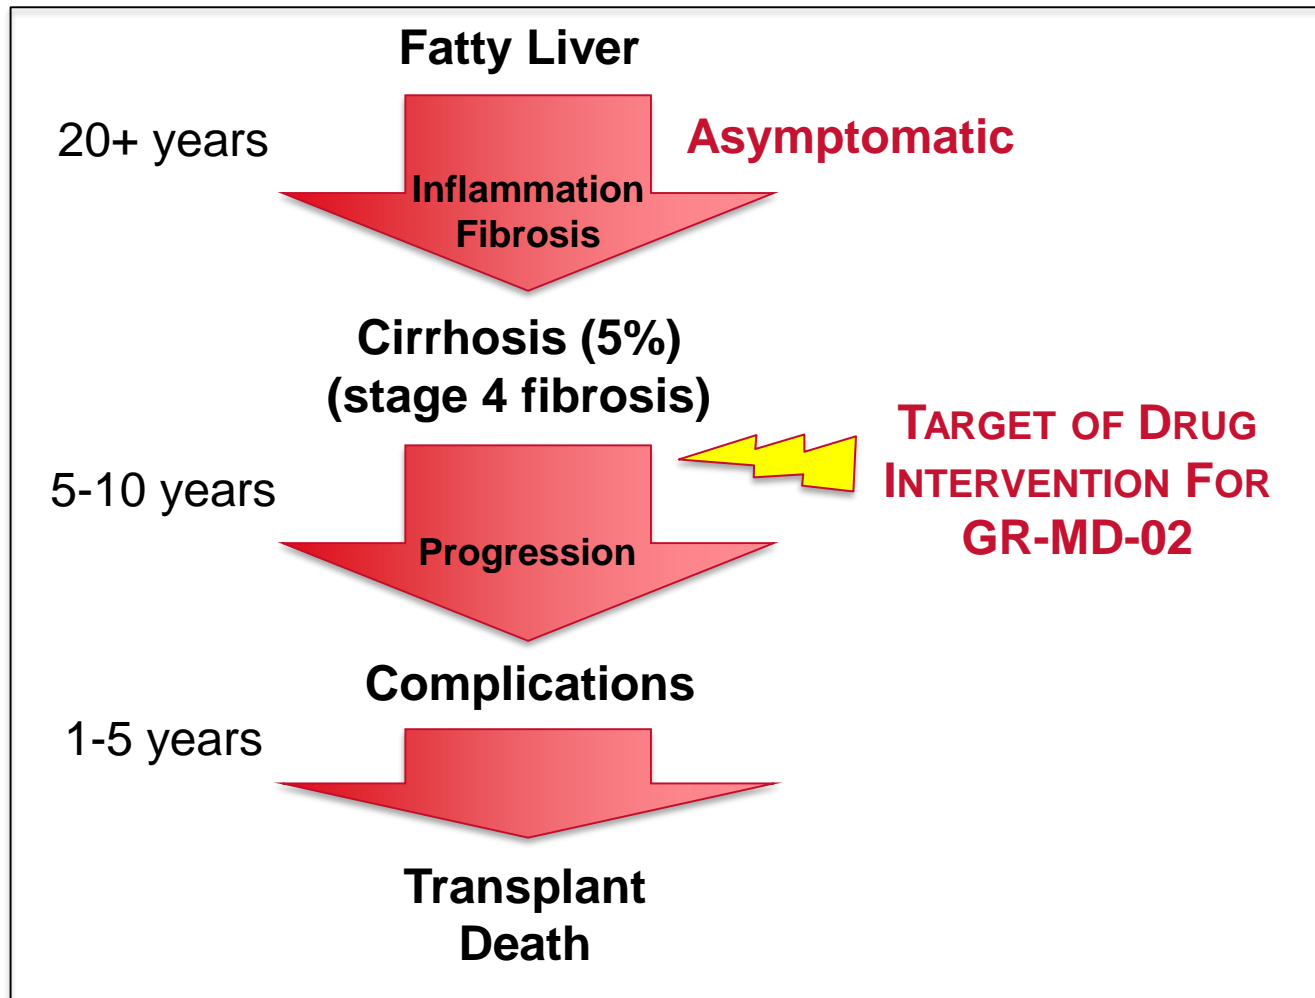 Fatty Liver
20+ years
Asymptomatic
Inflammation
Fibrosis
Cirrhosis (5%)
(stage 4 fibrosis)
TARGET OF DRUG
INTERVENTION FOR
GR-MD-02
5-10 years
Progression
Complications
1-5 years
Transplant
Death